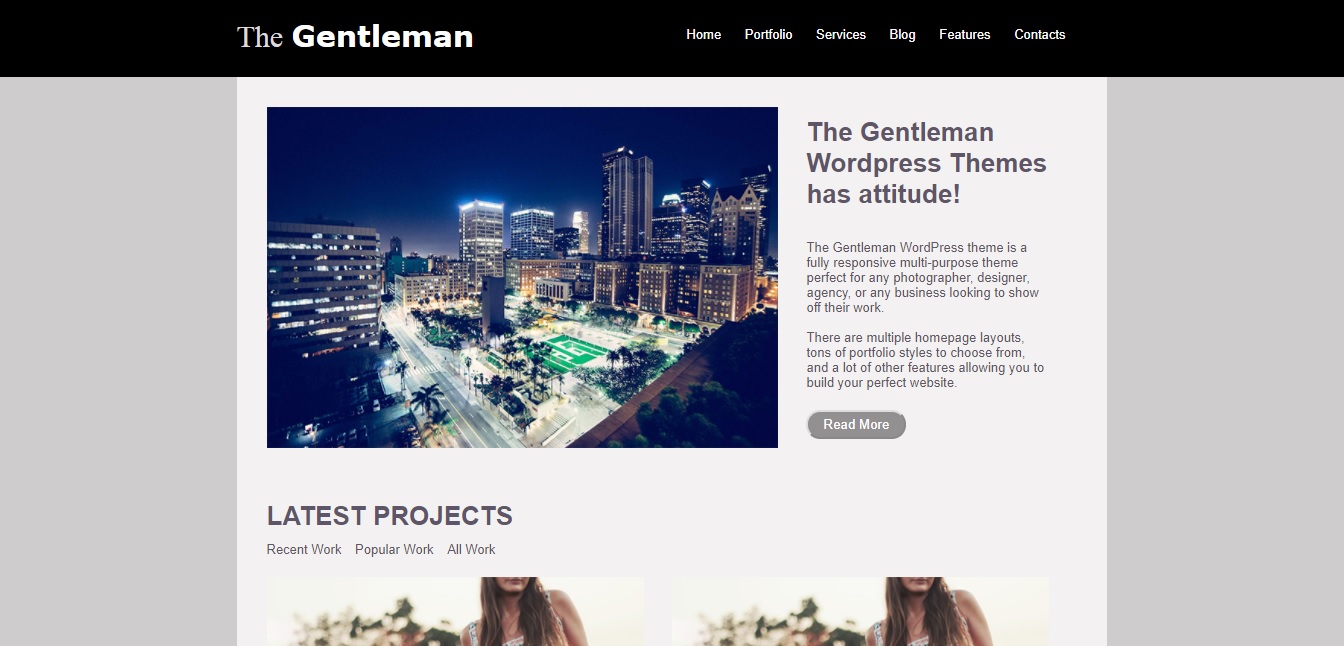 The Gentleman
Home Portfolio Services Blog Features Contacts
The Gentleman
Wordpress Themes
has attitude!
The Gentleman WordPress theme is a
fully responsive multi-purpose theme
perfect for any photographer, designer,
agency, or any business looking to show
off their work.
There are multiple homepage layouts,
tons of portfolio styles to choose from,
and a lot of other features allowing you to
build your perfect website.
Read More
LATEST PROJECTS
Recent Work Popular Work All Work